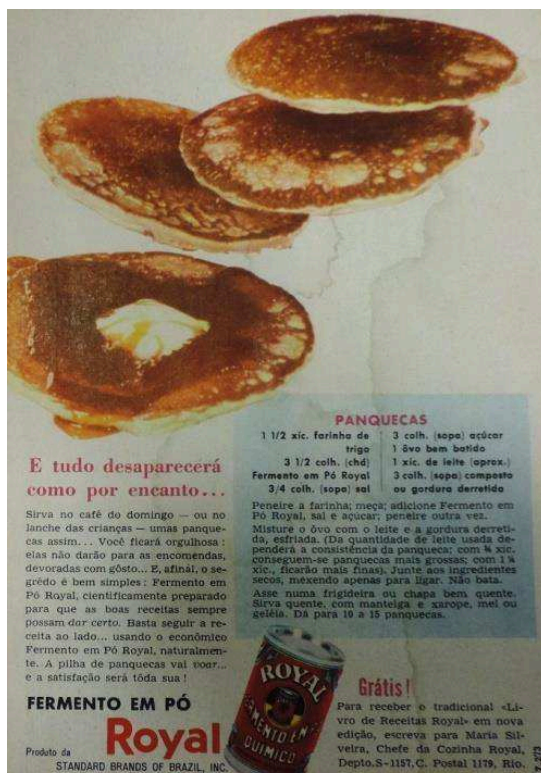 PANQUECAS
1 1/2 xic. farinha de
trigo
3 1/2 colh. (chá)
Fermento em Pó Royal
3/4 colh. (sopa) sal
3 colh. (sopa) açúcar
1 ôvo bem batido
1 xic. de leite (aprox.)
3 colh. (sopa) composto
ou gordura derretida
Peneire a farinha; meça; adicione Fermento em
Pó Royal, sal e açucar; peneire outra vez.
Misture o ôvo com o leite e a gordura derreti-
da, esfriada. (Da quantidade de leite usada de-
penderá a consistência da panqueca; com ¾ xic.
conseguem-se panquecas mais grossas; com 1 ¼
xic., ficarão mais finas). Junte aos ingredientes
secos, mexendo apenas para ligar. Não bata.
Asse numa frigideira ou chapa bem quente.
Sirva quente, com manteiga e xarope, mel ou
geléia. Dá para 10 a 15 panquecas.
E tudo desaparecerá
como por encanto...
Sirva no café do domingo — ou no
lanche das crianças — umas panque-
cas assim... Você ficará orgulhosa:
elas não darão para as encomendas,
devoradas com gôsto... E, afinal, o se-
grêdo é bem simples: Fermento em
Pó Royal, cientificamente preparado
para que as boas receitas sempre
possam dar certo. Basta seguir a re-
ceita ao lado... usando o econômico
Fermento em Pó Royal, naturalmen-
te. A pilha de panquecas vai voar...
e a satisfação será tôda sua!
FERMENTO EM PÓ
Royal
Produto da
STANDARD BRANDS OF BRAZIL, INC.
ROYAL
MENTO EM
QUIMICO
Grátis!
Para receber o tradicional «Li-
vro de Receitas Royal» em nova
edição, escreva para Maria Sil-
veira, Chefe da Cozinha Royal,
Depto. S-1157, C. Postal 1179, Rio.